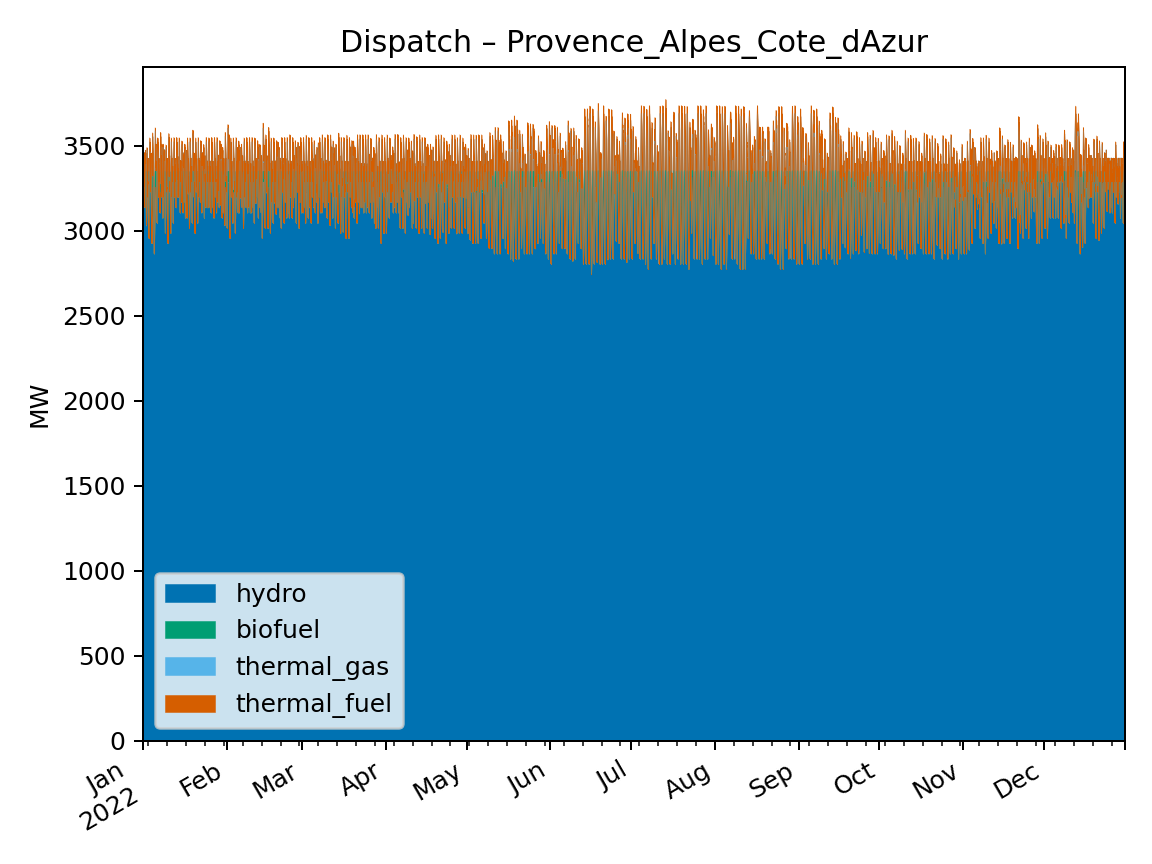 Dispatch – Provence_Alpes_Cote_dAzur
MW
3500
3000
2500
2000
1500
1000
500
0
hydro
biofuel
thermal_gas
thermal_fuel
Jan
2022
Feb
Mar
Apr
May
Jun
Jul
Aug
Sep
Oct
Nov
Dec